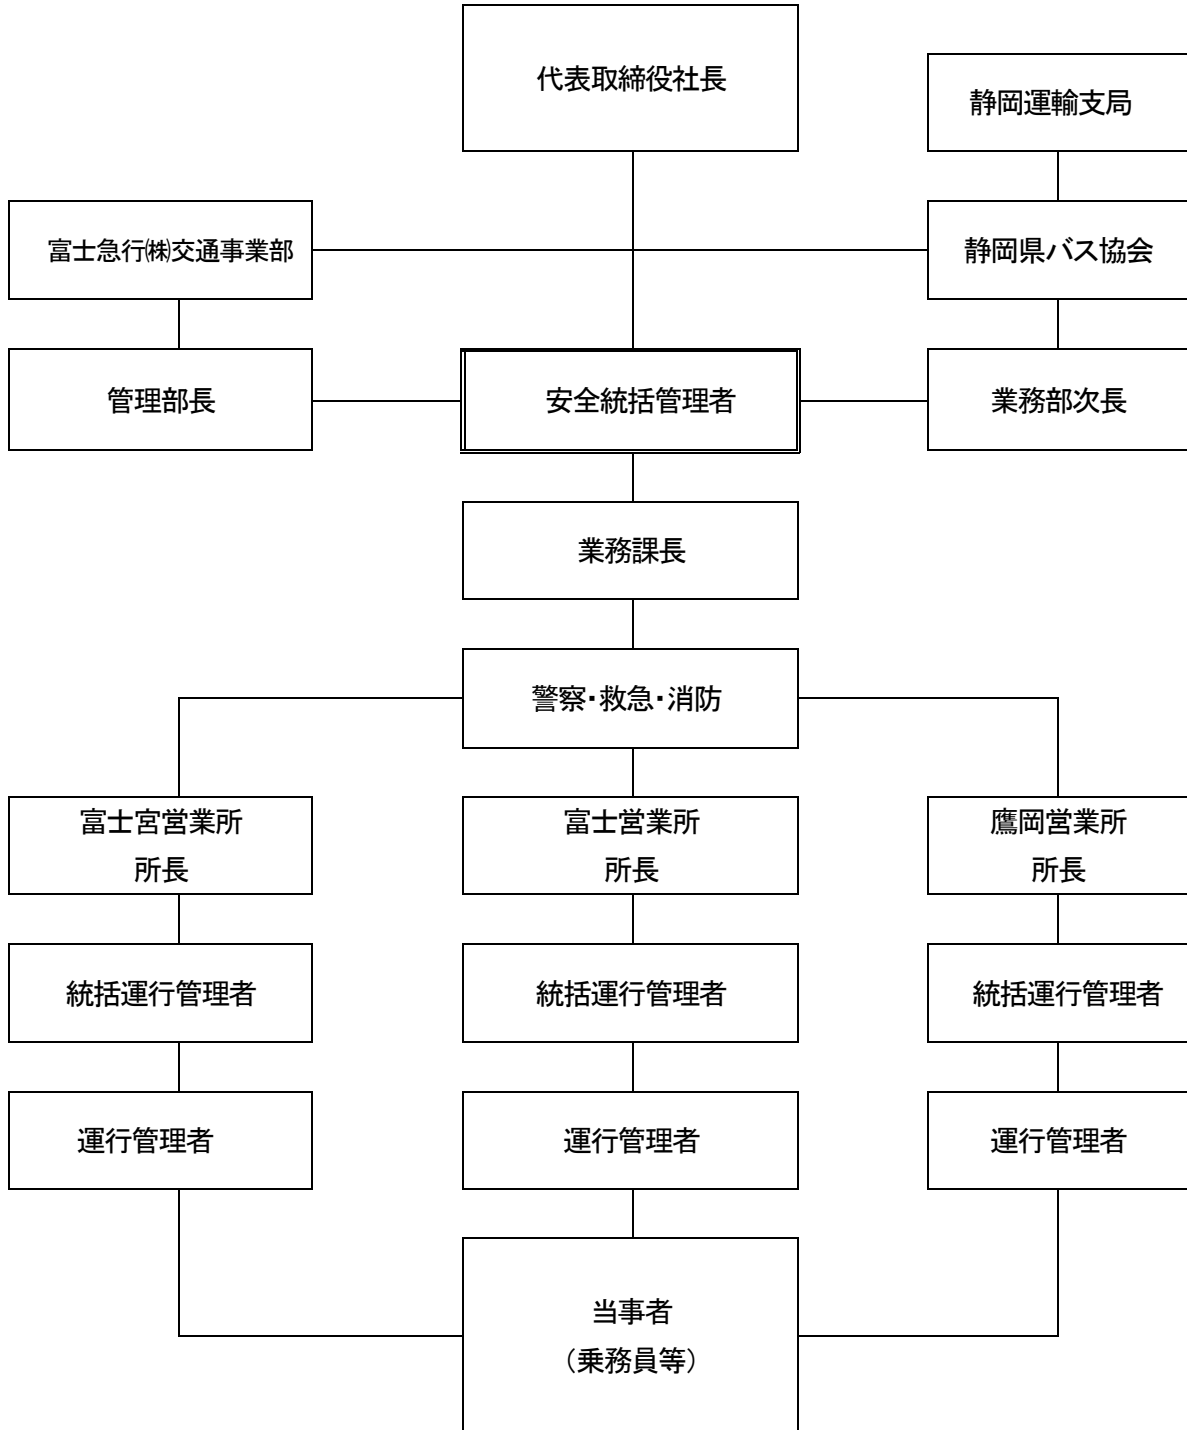 代表取締役社長
静岡運輸支局
富士急行㈱交通事業部
静岡県バス協会
管理部長
安全統括管理者
業務部次長
業務課長
警察・救急・消防
富士宮営業所
所長
富士営業所
所長
鷹岡営業所
所長
統括運行管理者
統括運行管理者
統括運行管理者
運行管理者
運行管理者
運行管理者
当事者
（乗務員等）